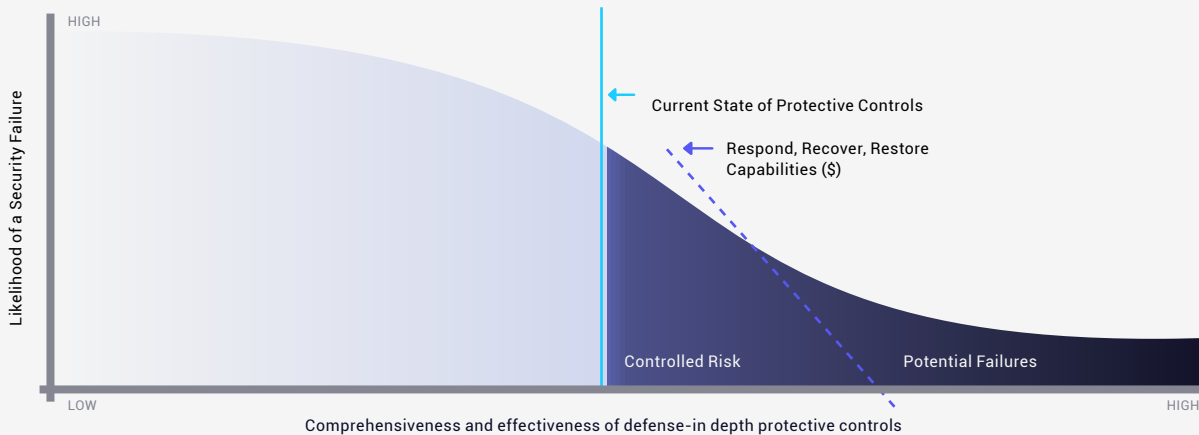 HIGH
Likelihood of a Security Failure
Current State of Protective Controls
Respond, Recover, Restore
Capabilities ($)
Controlled Risk
Potential Failures
LOW
HIGH
Comprehensiveness and effectiveness of defense-in depth protective controls